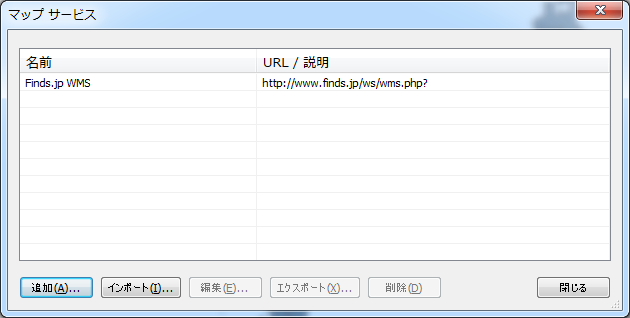 マップ サービス
名前 URL / 説明
Finds.jp WMS http://www.finds.jp/ws/wms.php?
追加(A)... インポート(I)... 編集(E)... エクスポート(X)... 削除(D) 閉じる